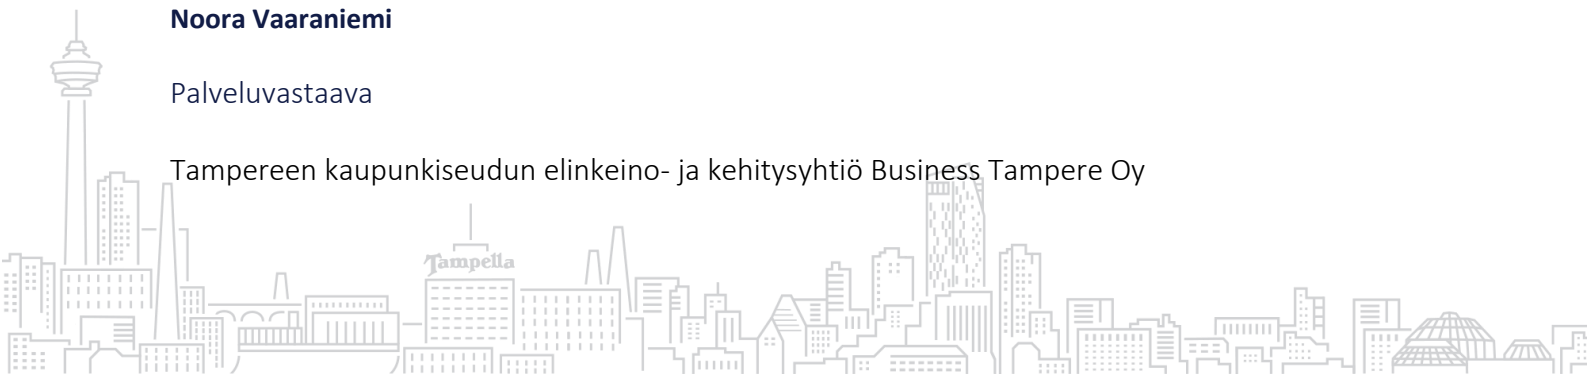 Noora Vaaraniemi
Palveluvastaava
Tampereen kaupunkiseudun elinkeino- ja kehitysyhtiö Business Tampere Oy
Tampella